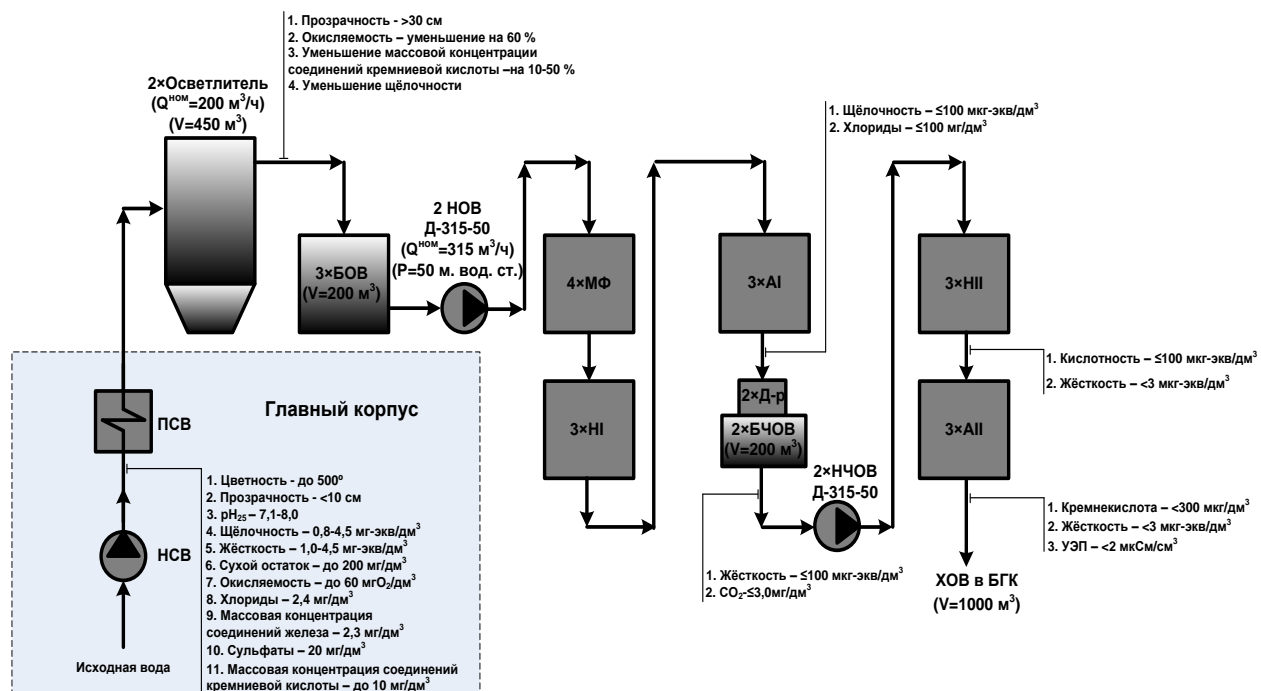 1. Прозрачность - >30 см
2. Окисляемость – уменьшение на 60 %
3. Уменьшение массовой концентрации
соединений кремниевой кислоты –на 10-50 %
4. Уменьшение щёлочности
2×Осветлитель
(Qном=200 м3/ч)
(V=450 м3)
1. Щёлочность – ≤100 мкг-экв/дм3
2. Хлориды – ≤100 мг/дм3
2 НОВ
Д-315-50
(Qном=315 м3/ч)
(P=50 м. вод. ст.)
3×БОВ
(V=200 м3)
4×МФ
3×АI
3×НII
1. Кислотность – ≤100 мкг-экв/дм3
2. Жёсткость – <3 мкг-экв/дм3
Главный корпус
ПСВ
3×НI
2×Д-р
2×БЧОВ
(V=200 м3)
3×АII
2×НЧОВ
Д-315-50
1. Цветность - до 500º
2. Прозрачность - <10 см
3. pH25 – 7,1-8,0
4. Щёлочность – 0,8-4,5 мг-экв/дм3
5. Жёсткость – 1,0-4,5 мг-экв/дм3
6. Сухой остаток – до 200 мг/дм3
7. Окисляемость – до 60 мгO2/дм3
8. Хлориды – 2,4 мг/дм3
9. Массовая концентрация
соединений железа – 2,3 мг/дм3
10. Сульфаты – 20 мг/дм3
11. Массовая концентрация соединений
кремниевой кислоты – до 10 мг/дм3
НСВ
Исходная вода
1. Жёсткость – ≤100 мкг-экв/дм3
2. CO2-≤3,0мг/дм3
1. Кремнекислота – <300 мкг/дм3
2. Жёсткость – <3 мкг-экв/дм3
3. УЭП – <2 мкСм/см3
ХОВ в БГК
(V=1000 м3)